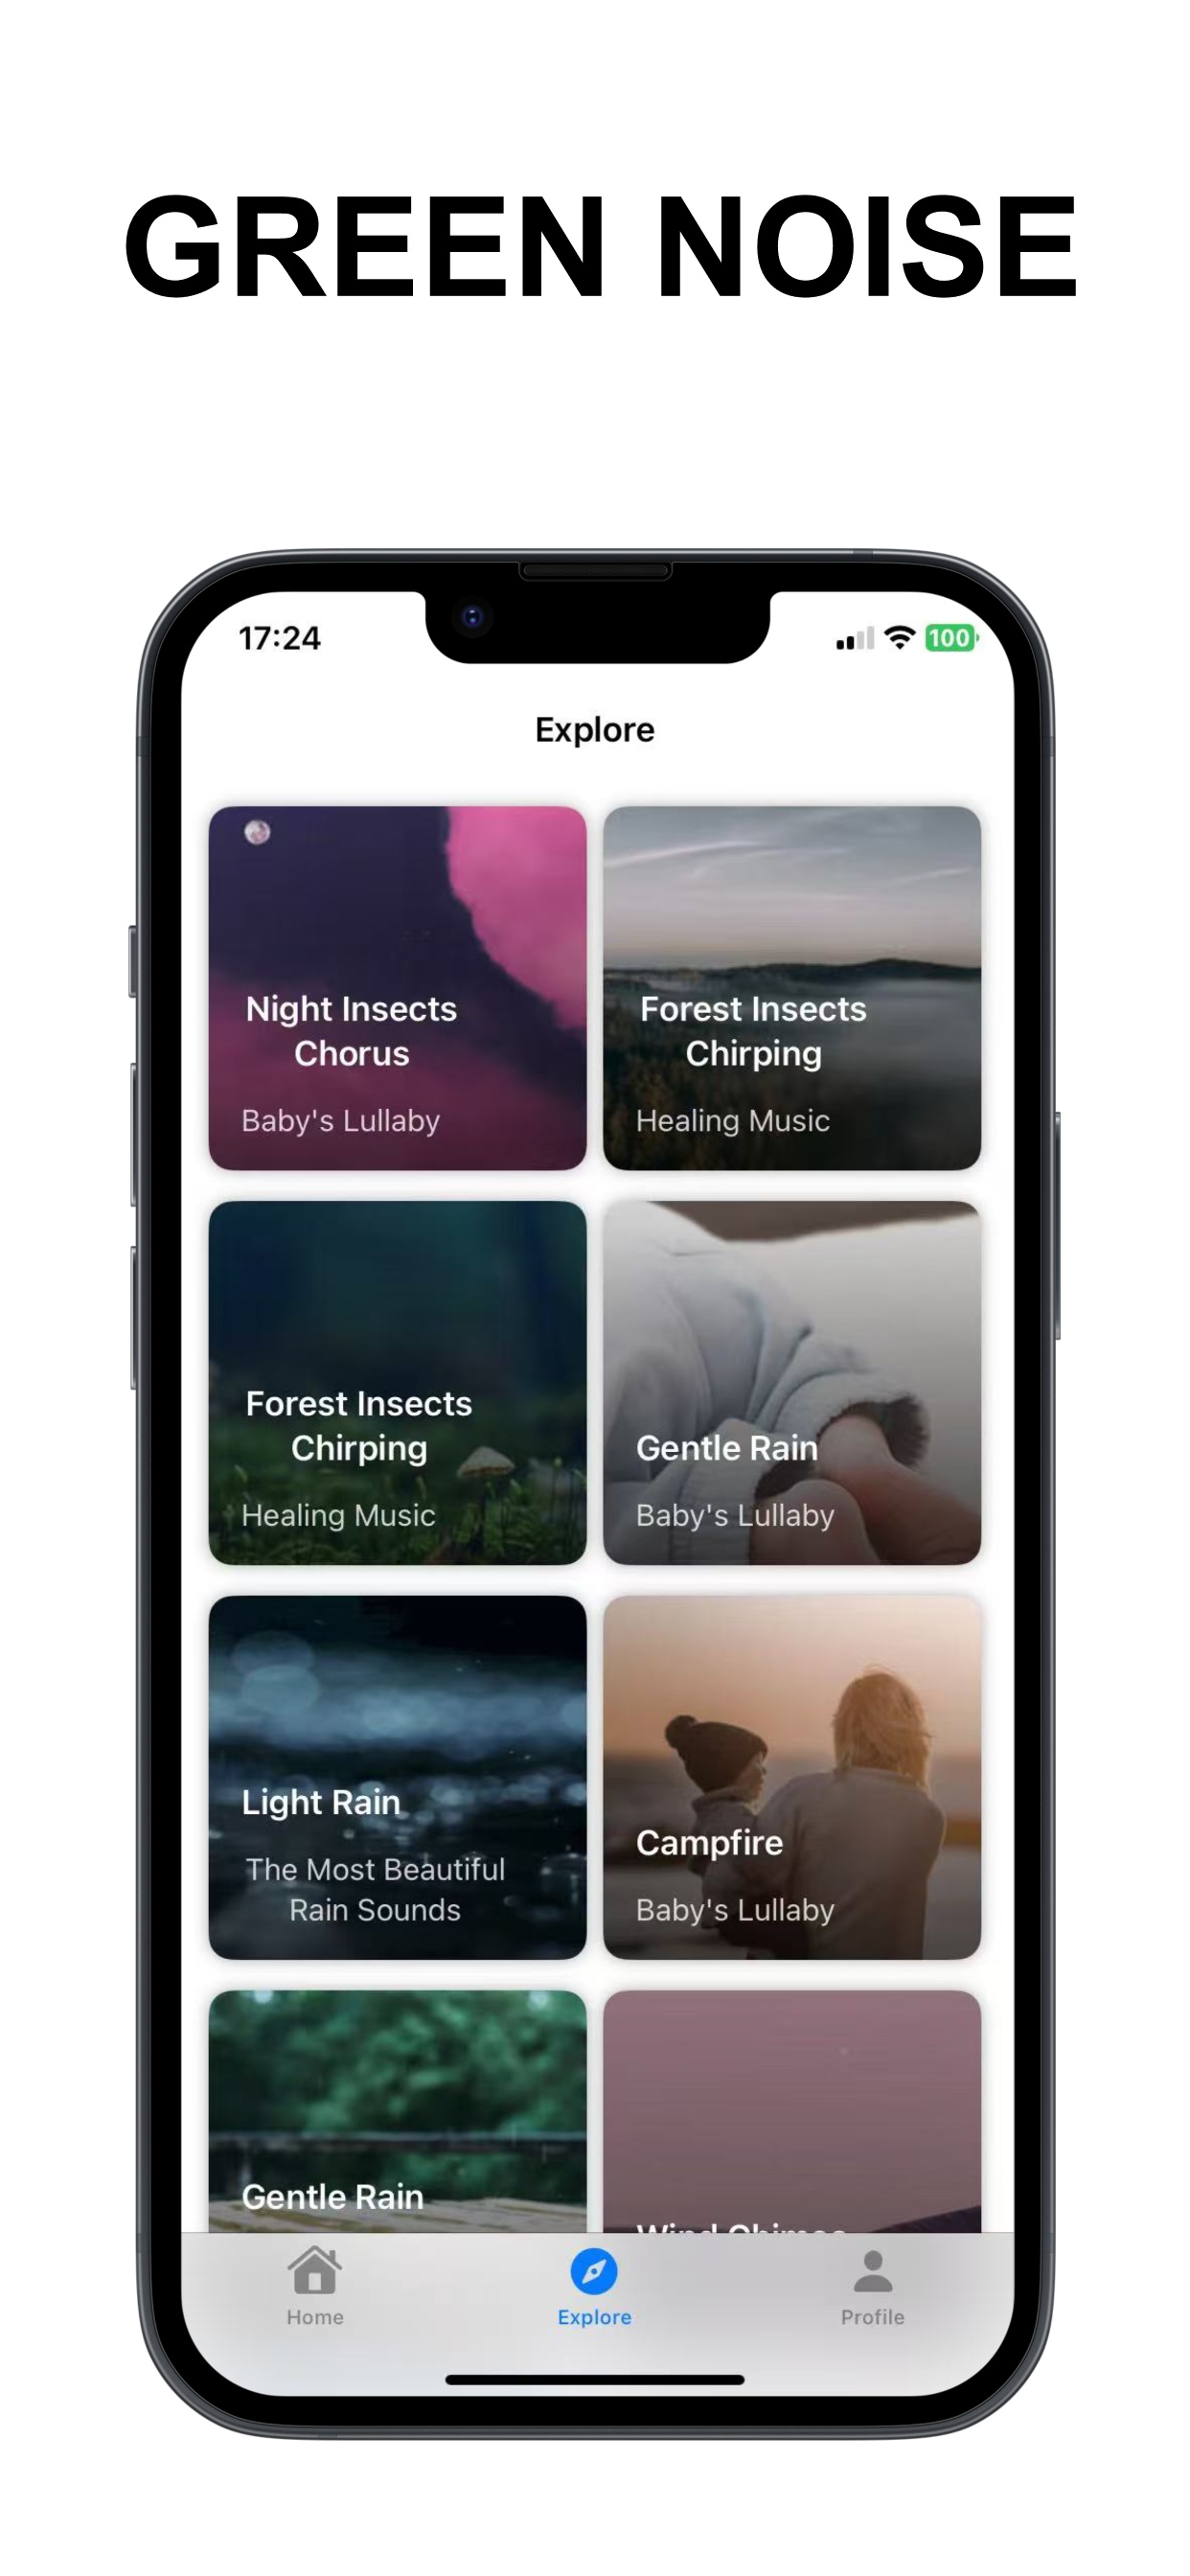 GREEN NOISE
17:24
100
Explore
Night Insects
Chorus
Baby's Lullaby
Forest Insects
Chirping
Healing Music
Forest Insects
Chirping
Healing Music
Gentle Rain
Baby's Lullaby
Light Rain
The Most Beautiful
Rain Sounds
Campfire
Baby's Lullaby
Gentle Rain
Wind Chimes
Home
Explore
Profile